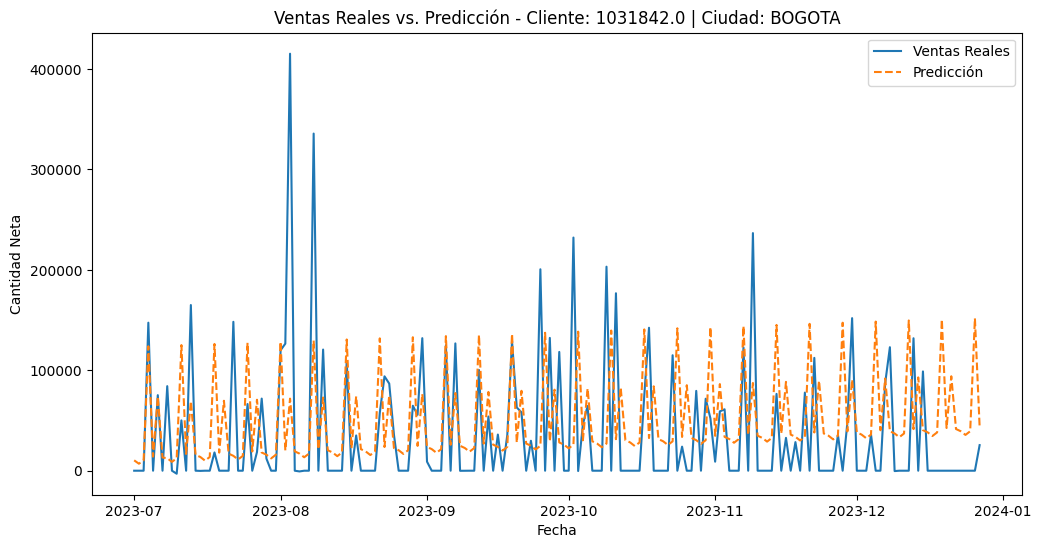 Ventas Reales vs. Predicción - Cliente: 1031842.0 | Ciudad: BOGOTA
Ventas Reales
Predicción
400000
300000
200000
100000
0
Cantidad Neta
2023-07
2023-08
2023-09
2023-10
2023-11
2023-12
2024-01
Fecha